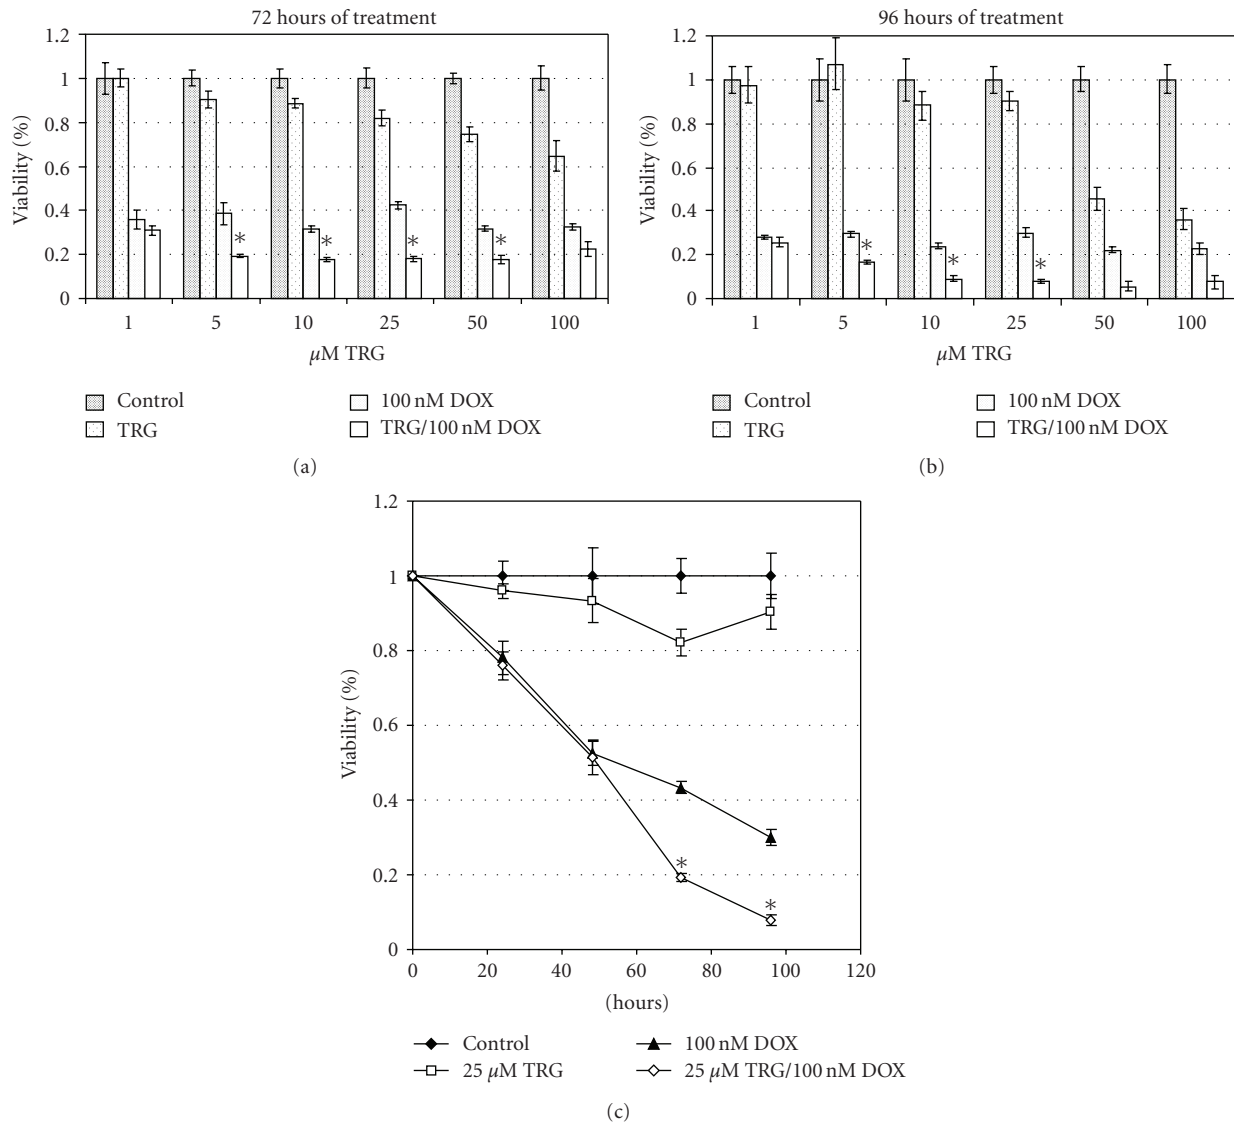 72 hours of treatment
Viability (%)
1.2
1
0.8
0.6
0.4
0.2
0
* * * *
1 5 10 25 50 100
µM TRG
Control
TRG
100 nM DOX
TRG/100 nM DOX
(a)
96 hours of treatment
Viability (%)
1.2
1
0.8
0.6
0.4
0.2
0
* * *
1 5 10 25 50 100
µM TRG
Control
TRG
100 nM DOX
TRG/100 nM DOX
(b)
Viability (%)
1.2
1
0.8
0.6
0.4
0.2
0
*
*
0 20 40 60 80 100 120
(hours)
Control
25 µM TRG
100 nM DOX
25 µM TRG/100 nM DOX
(c)